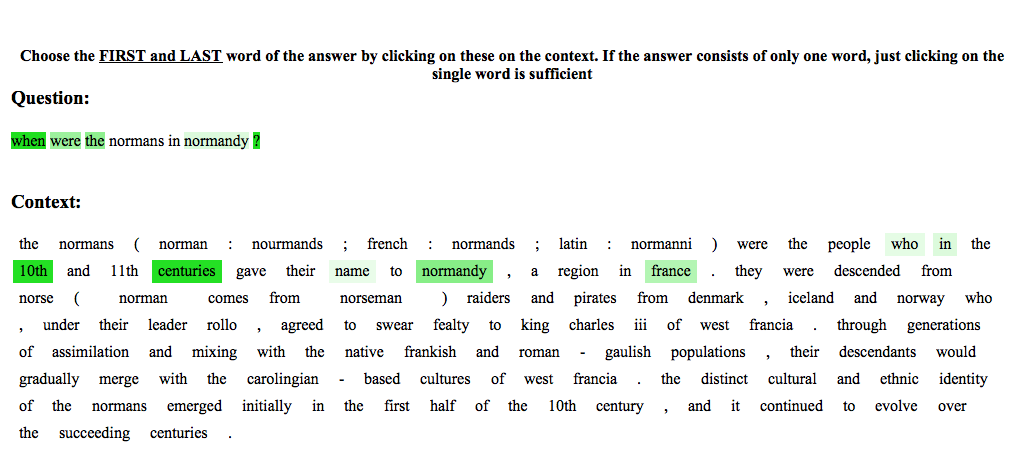 Choose the FIRST and LAST word of the answer by clicking on these on the context. If the answer consists of only one word, just clicking on the
single word is sufficient
Question:
when were the normans in normandy ?
Context:
the normans ( norman : nourmands ; french : normands ; latin : normanni ) were the people who in the
10th and 11th centuries gave their name to normandy , a region in france . they were descended from
norse ( norman comes from norseman ) raiders and pirates from denmark , iceland and norway who
, under their leader rollo , agreed to swear fealty to king charles iii of west francia . through generations
of assimilation and mixing with the native frankish and roman - gaulish populations , their descendants would
gradually merge with the carolingian - based cultures of west francia . the distinct cultural and ethnic identity
of the normans emerged initially in the first half of the 10th century , and it continued to evolve over
the succeeding centuries .